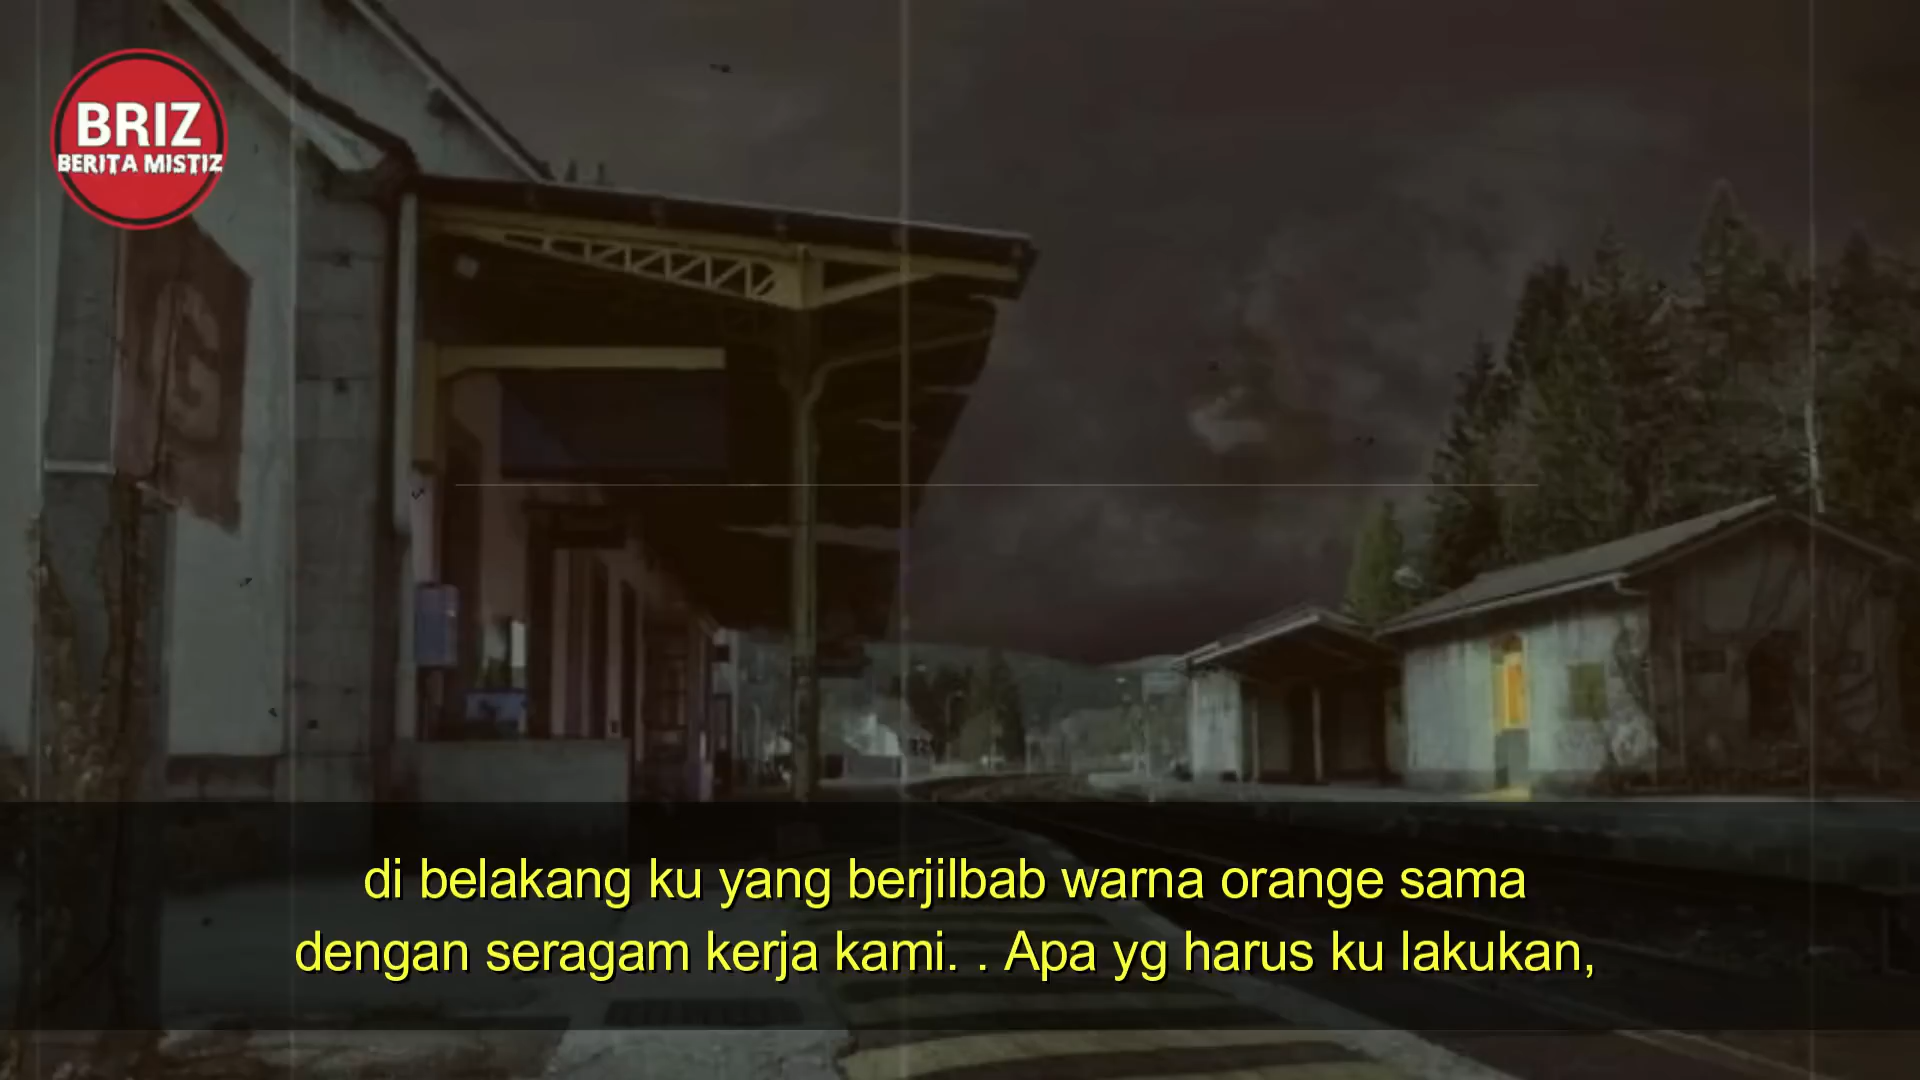 BRIZ
BERITA MISTIZ
di belakang ku yang berjilbab warna orange sama
dengan seragam kerja kami. . Apa yg harus ku lakukan,